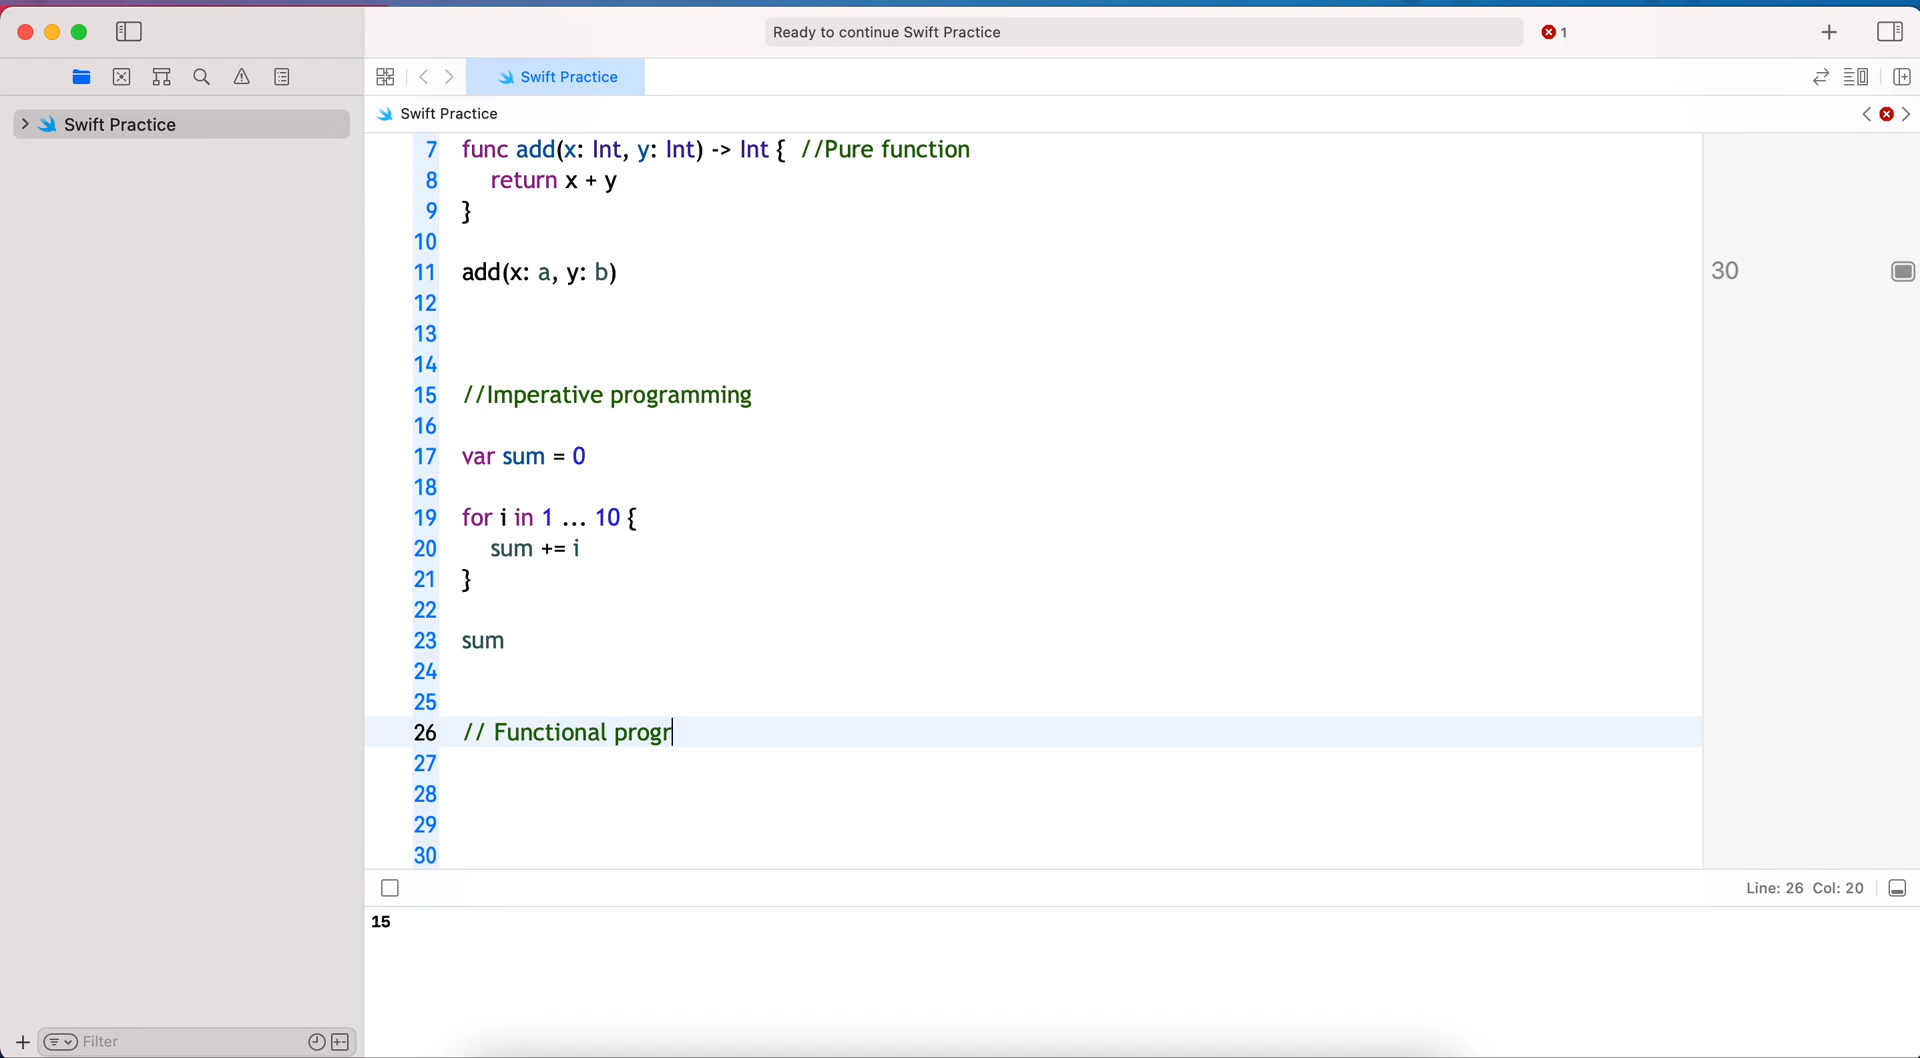 Ready to continue Swift Practice
1
Swift Practice
Swift Practice
Swift Practice
7 func add(x: Int, y: Int) -> Int { //Pure function
8 return x + y
9 }
10
11 add(x: a, y: b)
30
12
13
14
15 //Imperative programming
16
17 var sum = 0
18
19 for i in 1 ... 10 {
20 sum += i
21 }
22
23 sum
24
25
26 // Functional progr
27
28
29
30
Line: 26 Col: 20
15
Filter